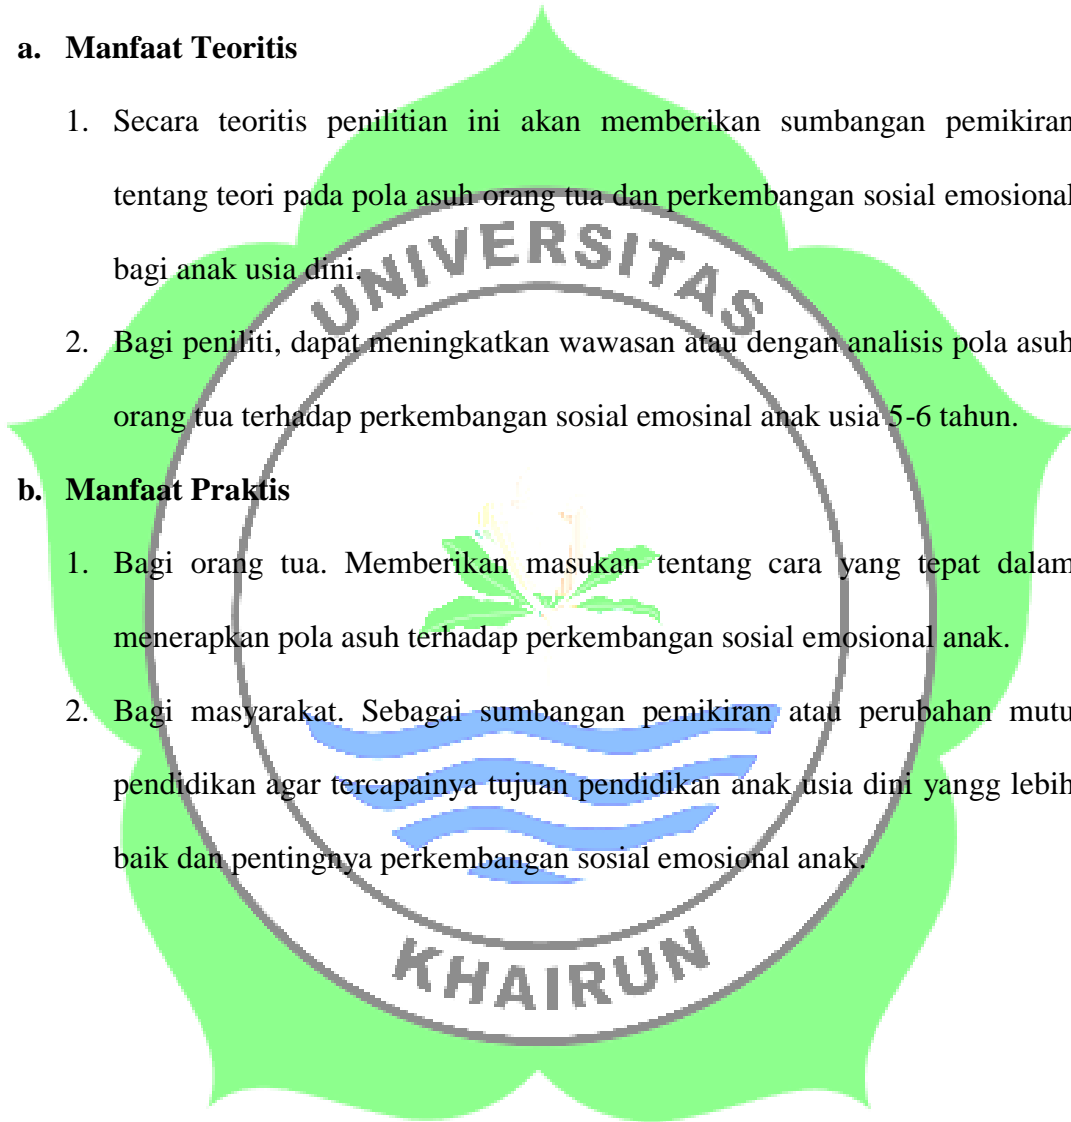 a. Manfaat Teoritis
1. Secara teoritis penilitian ini akan memberikan sumbangan pemikiran
tentang teori pada pola asuh orang tua dan perkembangan sosial emosional
bagi anak usia dini.
2. Bagi peniliti, dapat meningkatkan wawasan atau dengan analisis pola asuh
orang tua terhadap perkembangan sosial emosinal anak usia 5-6 tahun.
b. Manfaat Praktis
1. Bagi orang tua. Memberikan masukan tentang cara yang tepat dalam
menerapkan pola asuh terhadap perkembangan sosial emosional anak.
2. Bagi masyarakat. Sebagai sumbangan pemikiran atau perubahan mutu
pendidikan agar tercapainya tujuan pendidikan anak usia dini yangg lebih
baik dan pentingnya perkembangan sosial emosional anak.
UNIVERSITAS
KHAIRUN